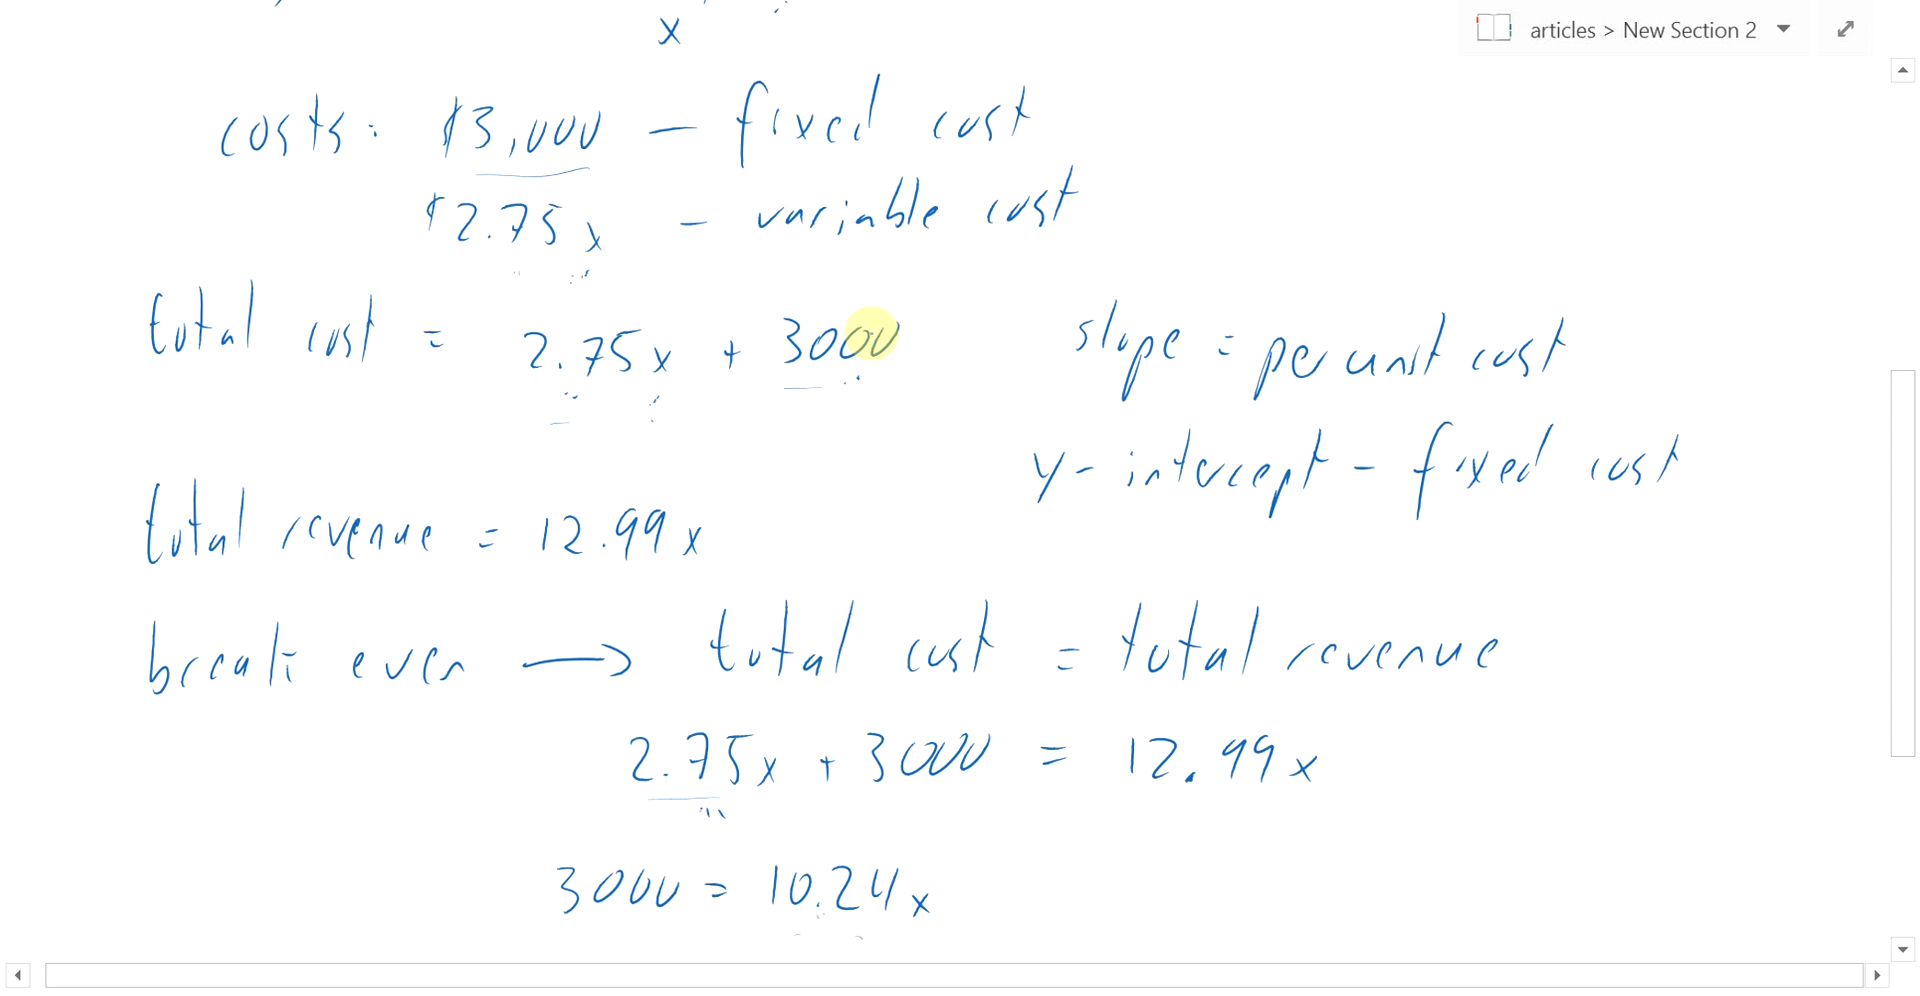 articles > New Section 2
x
costs: $3,000 — fixed cost
$2.75x – variable cost
total cost = 2.75x + 3000
slope = per unit cost
y-intercept – fixed cost
total revenue = 12.99x
break even → total cost = total revenue
2.75x + 3000 = 12.99x
3000 = 10.24x